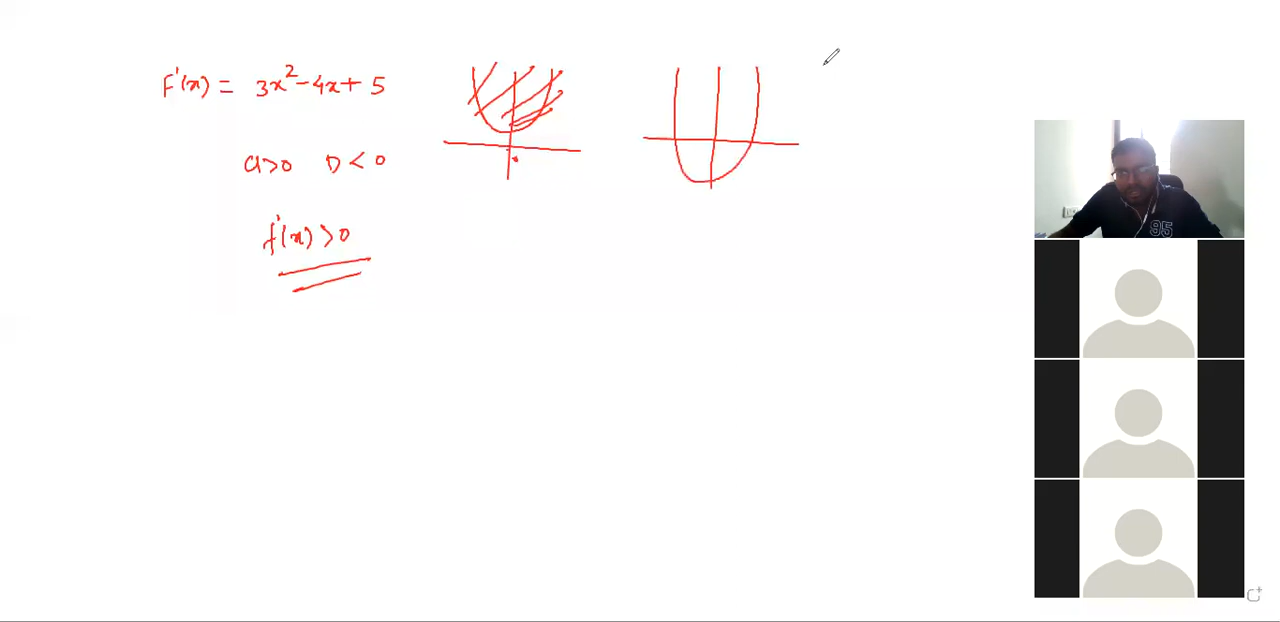 F'(x) = 3x² - 4x + 5
a>0 D<0
f'(x) >0
95